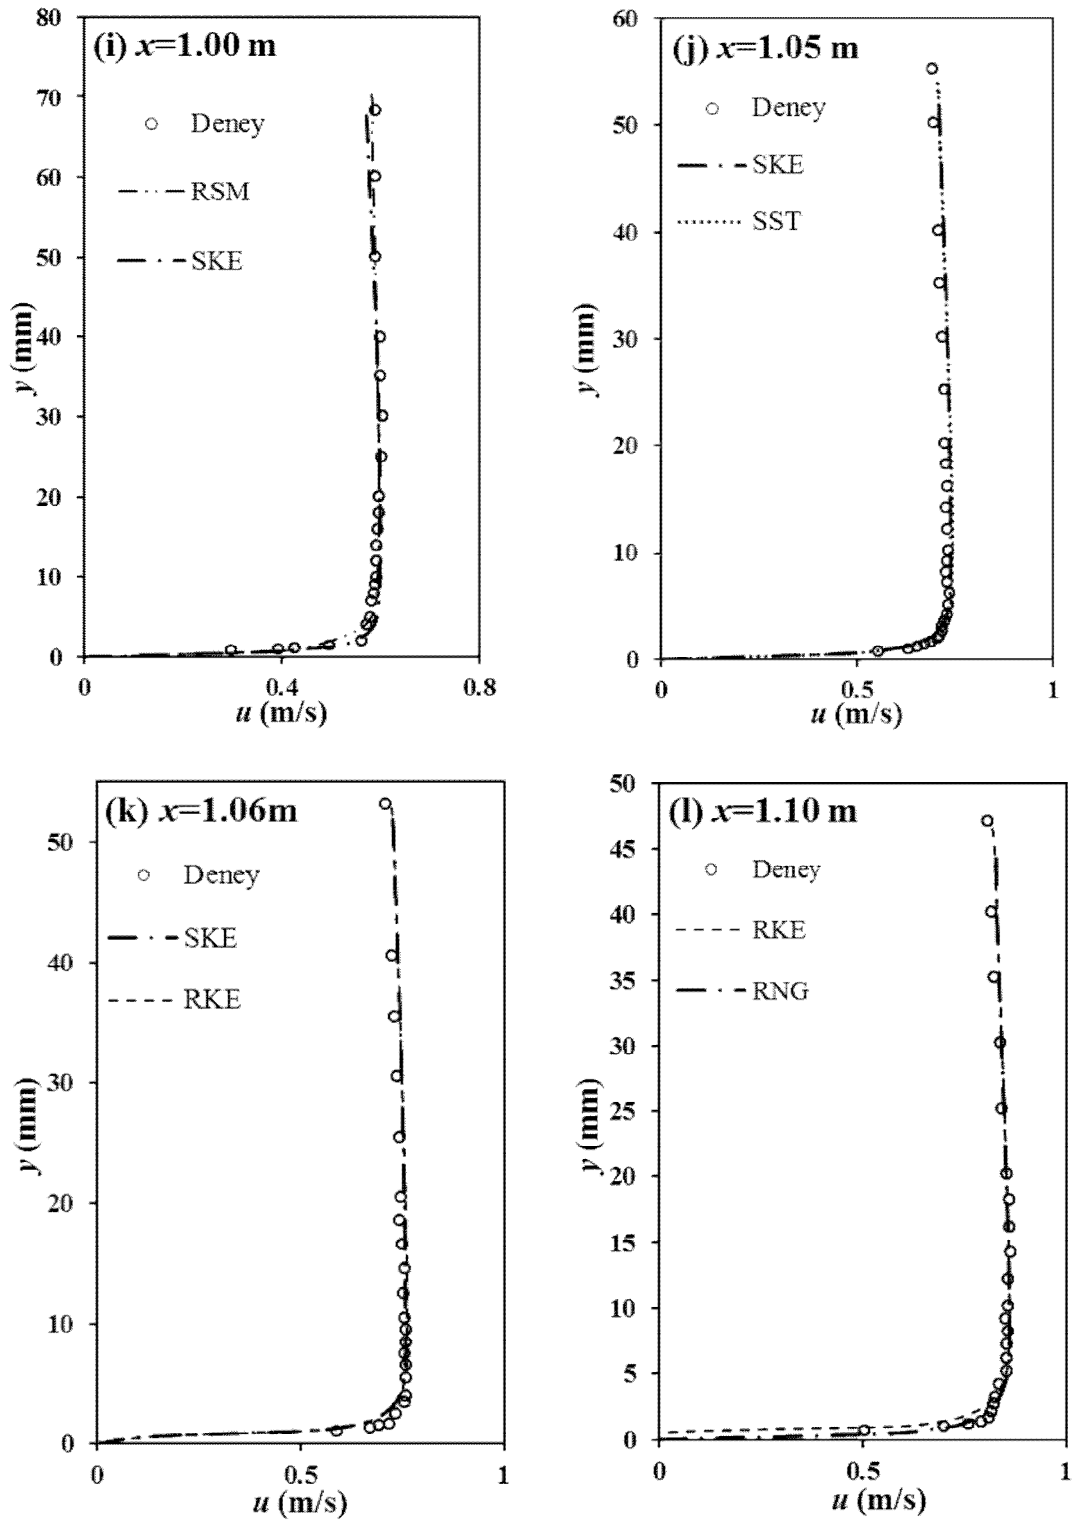 (i) x=1.00 m
Deney
RSM
SKE
80
70
60
50
40
30
20
10
0
y (mm)
0
0.4
0.8
u (m/s)
(j) x=1.05 m
Deney
SKE
SST
60
50
40
30
20
10
0
y (mm)
0
0.5
1
u (m/s)
(k) x=1.06m
Deney
SKE
RKE
50
40
30
20
10
0
y (mm)
0
0.5
1
u (m/s)
(l) x=1.10 m
Deney
RKE
RNG
50
45
40
35
30
25
20
15
10
5
0
y (mm)
0
0.5
1
u (m/s)